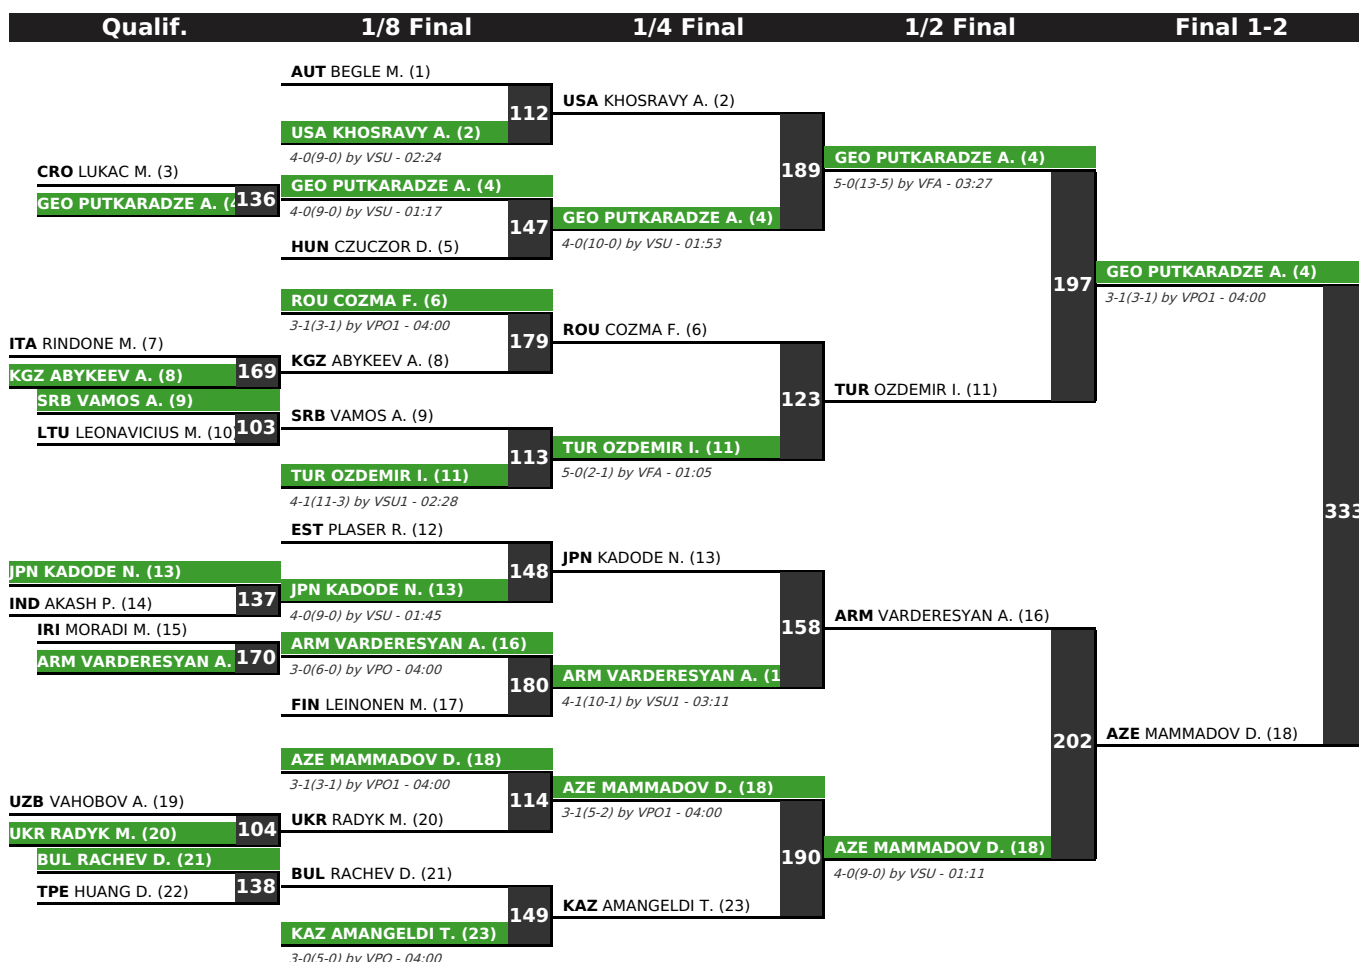 Qualif.
1/8 Final
1/4 Final
1/2 Final
Final 1-2
CRO LUKAC M. (3)
GEO PUTKARADZE A. (4
136
ITA RINDONE M. (7)
KGZ ABYKEEV A. (8)
169
SRB VAMOS A. (9)
LTU LEONAVICIUS M. (10)
103
JPN KADODE N. (13)
IND AKASH P. (14)
137
IRI MORADI M. (15)
ARM VARDERESYAN A.
170
UZB VAHOBOV A. (19)
UKR RADYK M. (20)
104
BUL RACHEV D. (21)
TPE HUANG D. (22)
138
AUT BEGLE M. (1)
112
USA KHOSRAVY A. (2)
4-0(9-0) by VSU - 02:24
GEO PUTKARADZE A. (4)
4-0(9-0) by VSU - 01:17
147
HUN CZUCZOR D. (5)
ROU COZMA F. (6)
3-1(3-1) by VPO1 - 04:00
179
KGZ ABYKEEV A. (8)
SRB VAMOS A. (9)
113
TUR OZDEMIR I. (11)
4-1(11-3) by VSU1 - 02:28
EST PLASER R. (12)
148
JPN KADODE N. (13)
4-0(9-0) by VSU - 01:45
ARM VARDERESYAN A. (16)
3-0(6-0) by VPO - 04:00
180
FIN LEINONEN M. (17)
AZE MAMMADOV D. (18)
3-1(3-1) by VPO1 - 04:00
114
UKR RADYK M. (20)
BUL RACHEV D. (21)
149
KAZ AMANGELDI T. (23)
3-0(5-0) by VPO - 04:00
USA KHOSRAVY A. (2)
189
GEO PUTKARADZE A. (4)
4-0(10-0) by VSU - 01:53
ROU COZMA F. (6)
123
TUR OZDEMIR I. (11)
5-0(2-1) by VFA - 01:05
JPN KADODE N. (13)
158
ARM VARDERESYAN A. (1
4-1(10-1) by VSU1 - 03:11
AZE MAMMADOV D. (18)
3-1(5-2) by VPO1 - 04:00
190
KAZ AMANGELDI T. (23)
GEO PUTKARADZE A. (4)
5-0(13-5) by VFA - 03:27
197
TUR OZDEMIR I. (11)
ARM VARDERESYAN A. (16)
202
AZE MAMMADOV D. (18)
4-0(9-0) by VSU - 01:11
GEO PUTKARADZE A. (4)
3-1(3-1) by VPO1 - 04:00
333
AZE MAMMADOV D. (18)